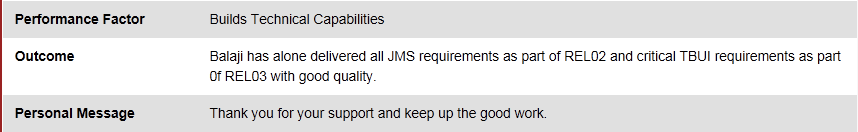 Performance Factor Builds Technical Capabilities
Outcome Balaji has alone delivered all JMS requirements as part of REL02 and critical TBUI requirements as part
0f REL03 with good quality.
Personal Message Thank you for your support and keep up the good work.